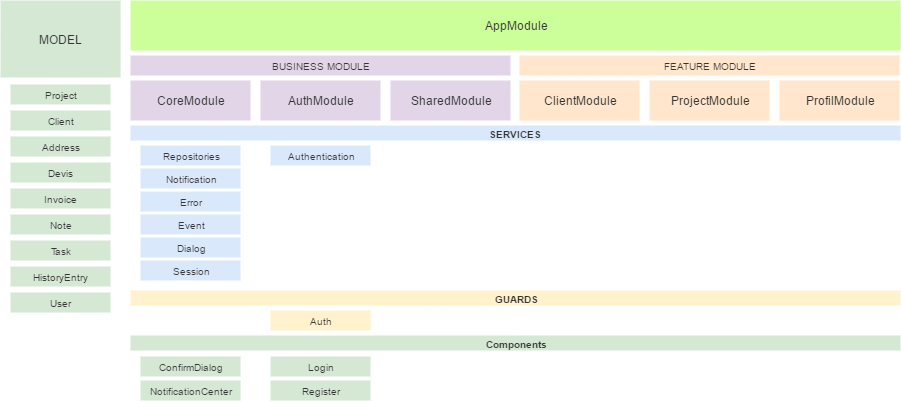 MODEL
Project
Client
Address
Devis
Invoice
Note
Task
HistoryEntry
User
AppModule
BUSINESS MODULE
FEATURE MODULE
CoreModule
AuthModule
SharedModule
ClientModule
ProjectModule
ProfilModule
SERVICES
Repositories
Authentication
Notification
Error
Event
Dialog
Session
GUARDS
Auth
Components
ConfirmDialog
Login
NotificationCenter
Register